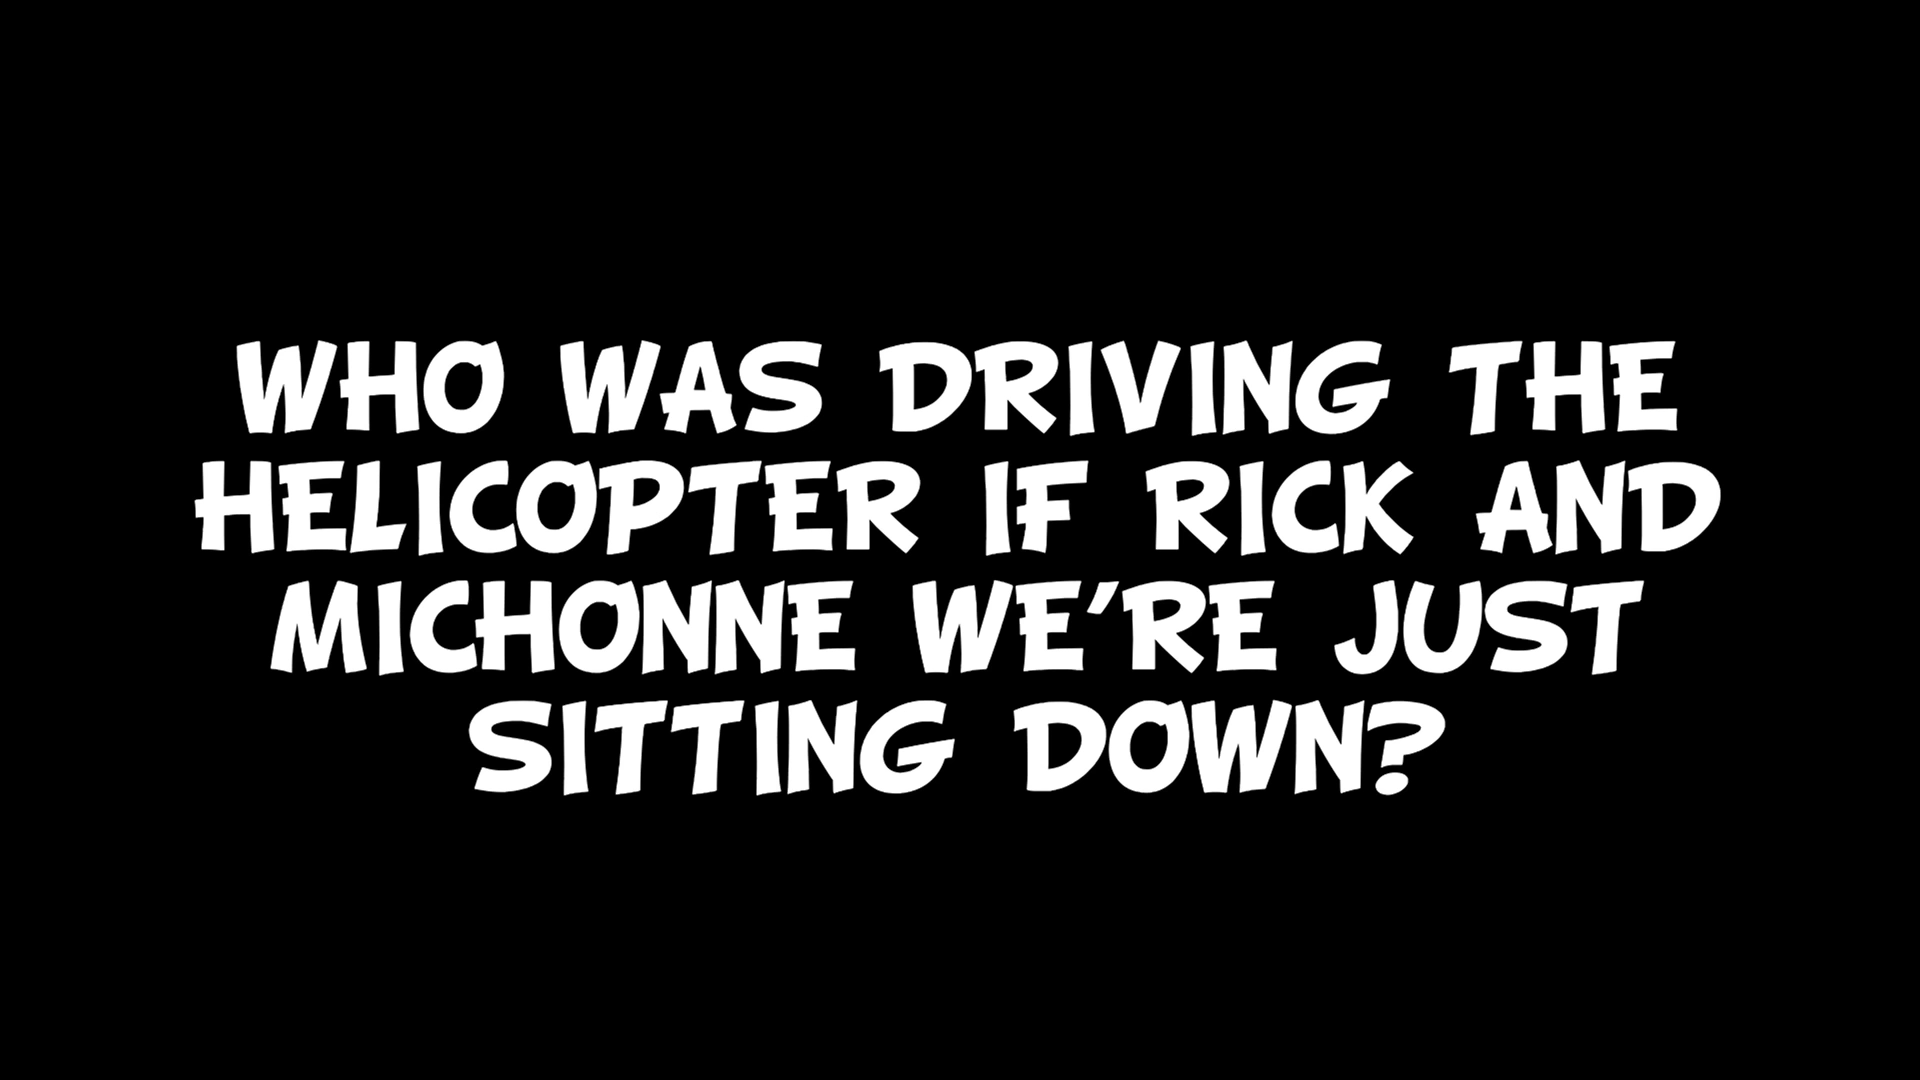 WHO WAS DRIVING THE
HELICOPTER IF RICK AND
MICHONNE WE'RE JUST
SITTING DOWN?